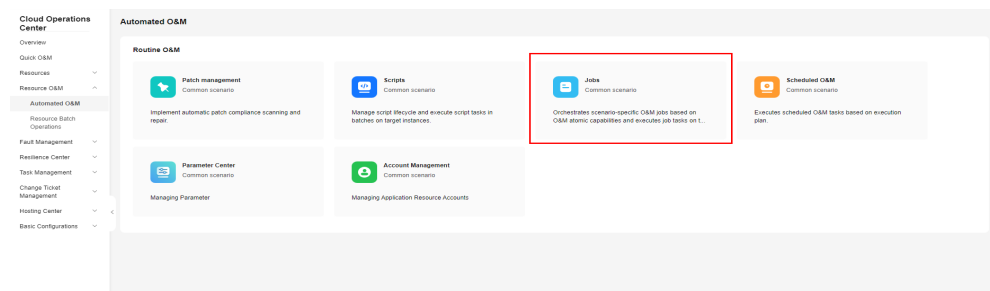 Cloud Operations
Center
Overview
Quick O&M
Resources
Resource O&M
Automated O&M
Resource Batch
Operations
Fault Management
Resilience Center
Task Management
Change Ticket
Management
Hosting Center
Basic Configurations
Automated O&M
Routine O&M
Patch management
Common scenario
Implement automatic patch compliance scanning and
repair.
Scripts
Common scenario
Manage script lifecycle and execute script tasks in
batches on target instances.
Jobs
Common scenario
Orchestrates scenario-specific O&M jobs based on
O&M atomic capabilities and executes job tasks on t...
Scheduled O&M
Common scenario
Executes scheduled O&M tasks based on execution
plan.
Parameter Center
Common scenario
Managing Parameter
Account Management
Common scenario
Managing Application Resource Accounts